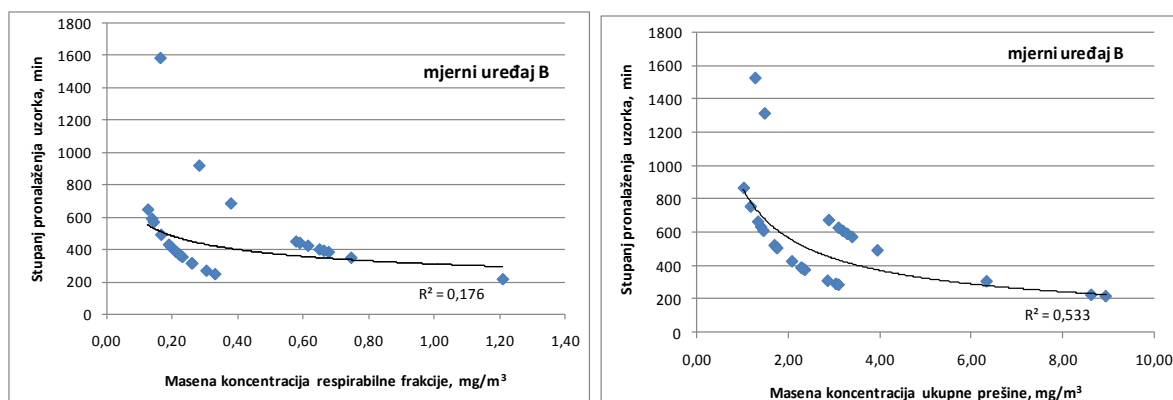 1800
1600
1400
1200
1000
800
600
400
200
0
Stupanj pronalaženja uzorka, min
mjerni uređaj B
R² = 0,176
0,00 0,20 0,40 0,60 0,80 1,00 1,20 1,40
Masena koncentracija respirabilne frakcije, mg/m³
1800
1600
1400
1200
1000
800
600
400
200
0
Stupanj pronalaženja uzorka, min
mjerni uređaj B
R² = 0,533
0,00 2,00 4,00 6,00 8,00 10,00
Masena koncentracija ukupne prešine, mg/m³